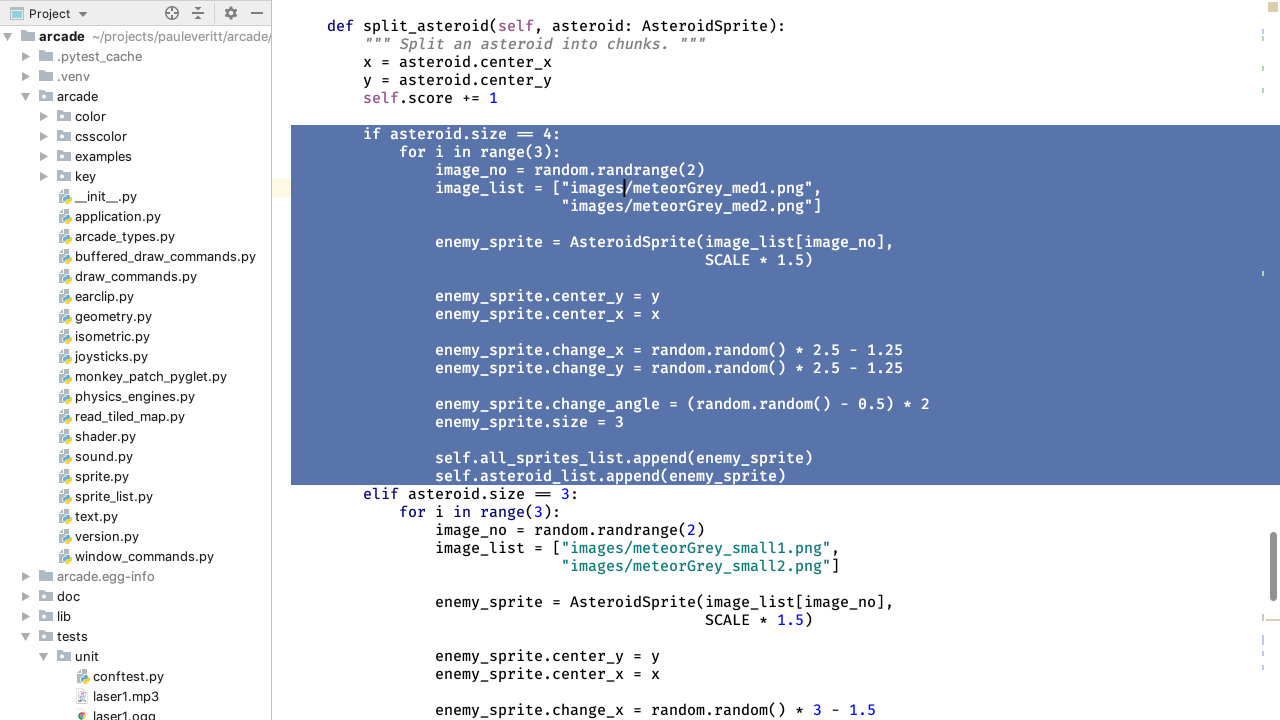 Project
arcade ~/projects/pauleveritt/arcade/
.pytest_cache
.venv
arcade
color
csscolor
examples
key
__init__.py
application.py
arcade_types.py
buffered_draw_commands.py
draw_commands.py
earclip.py
geometry.py
isometric.py
joysticks.py
monkey_patch_pyglet.py
physics_engines.py
read_tiled_map.py
shader.py
sound.py
sprite.py
sprite_list.py
text.py
version.py
window_commands.py
arcade.egg-info
doc
lib
tests
unit
conftest.py
laser1.mp3
laser1.ogg
def split_asteroid(self, asteroid: AsteroidSprite):
""" Split an asteroid into chunks. """
x = asteroid.center_x
y = asteroid.center_y
self.score += 1
if asteroid.size == 4:
for i in range(3):
image_no = random.randrange(2)
image_list = ["images/meteorGrey_med1.png",
"images/meteorGrey_med2.png"]
enemy_sprite = AsteroidSprite(image_list[image_no],
SCALE * 1.5)
enemy_sprite.center_y = y
enemy_sprite.center_x = x
enemy_sprite.change_x = random.random() * 2.5 - 1.25
enemy_sprite.change_y = random.random() * 2.5 - 1.25
enemy_sprite.change_angle = (random.random() - 0.5) * 2
enemy_sprite.size = 3
self.all_sprites_list.append(enemy_sprite)
self.asteroid_list.append(enemy_sprite)
elif asteroid.size == 3:
for i in range(3):
image_no = random.randrange(2)
image_list = ["images/meteorGrey_small1.png",
"images/meteorGrey_small2.png"]
enemy_sprite = AsteroidSprite(image_list[image_no],
SCALE * 1.5)
enemy_sprite.center_y = y
enemy_sprite.center_x = x
enemy_sprite.change_x = random.random() * 3 - 1.5